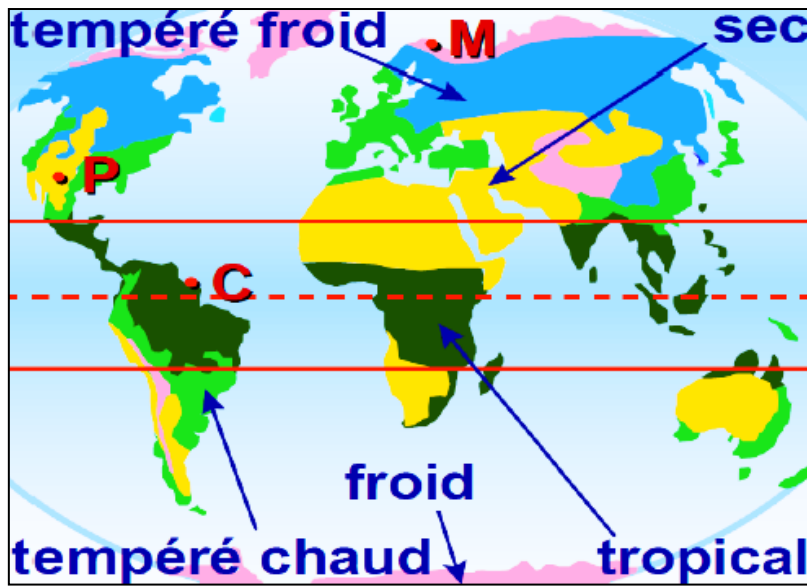 tempéré froid
M
sec
P
C
froid
tempéré chaud
tropical